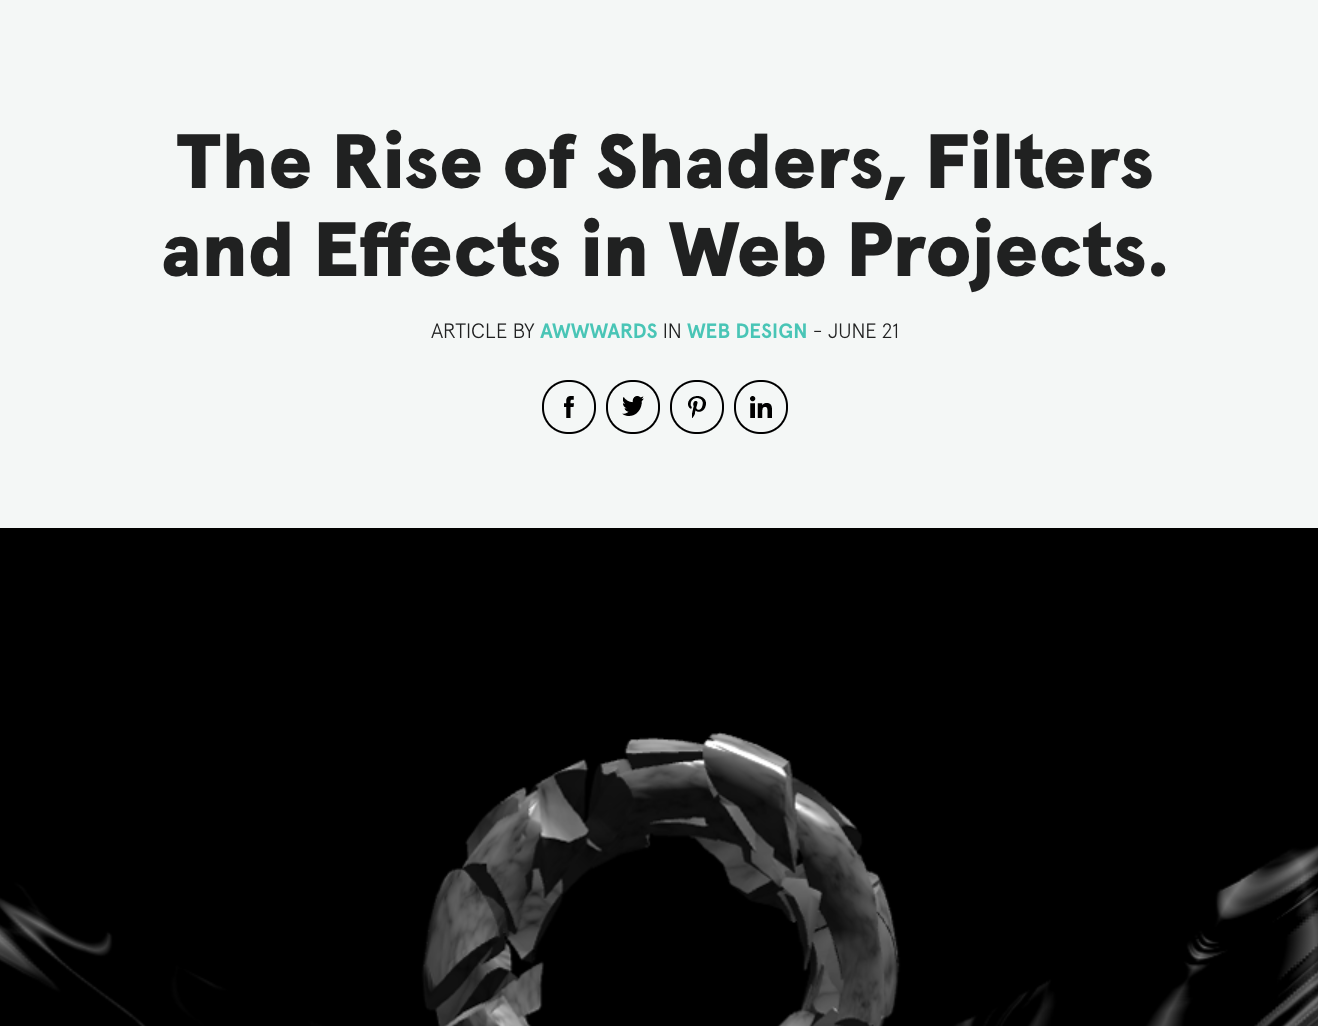 The Rise of Shaders, Filters
and Effects in Web Projects.
ARTICLE BY AWWWARDS IN WEB DESIGN - JUNE 21